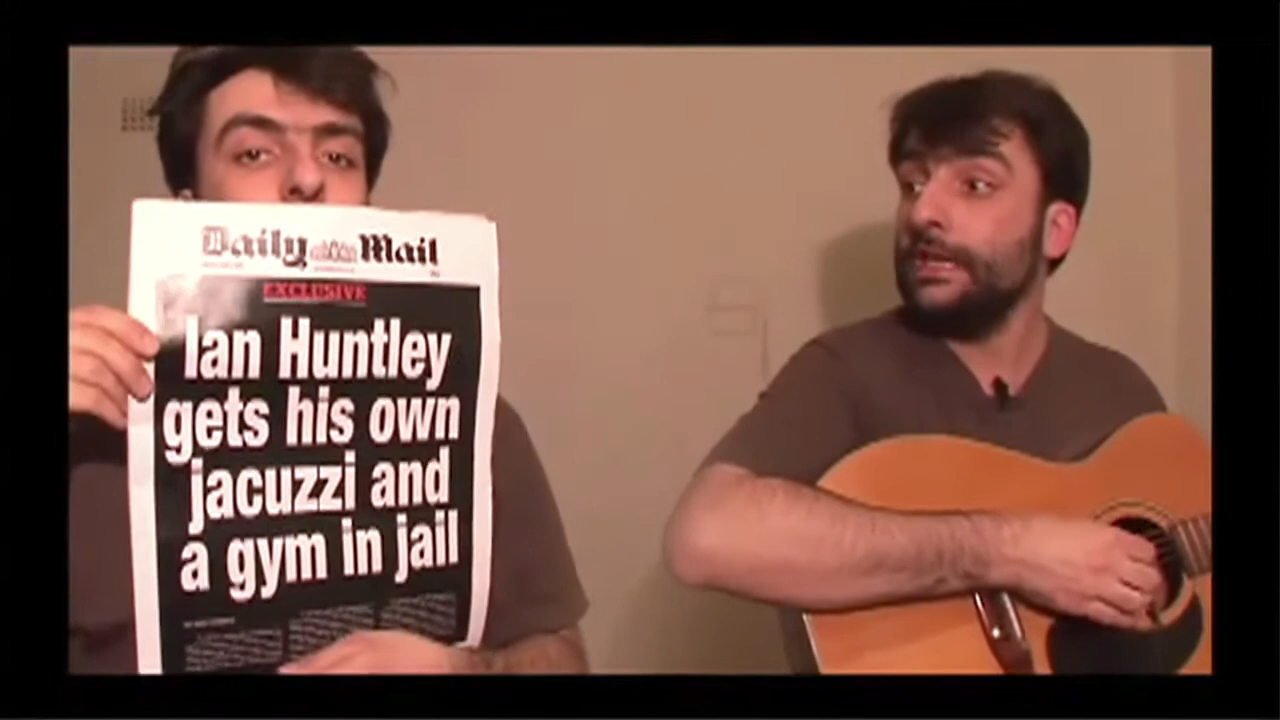 Daily Mail
EXCLUSIVE
Ian Huntley
gets his own
jacuzzi and
a gym in jail